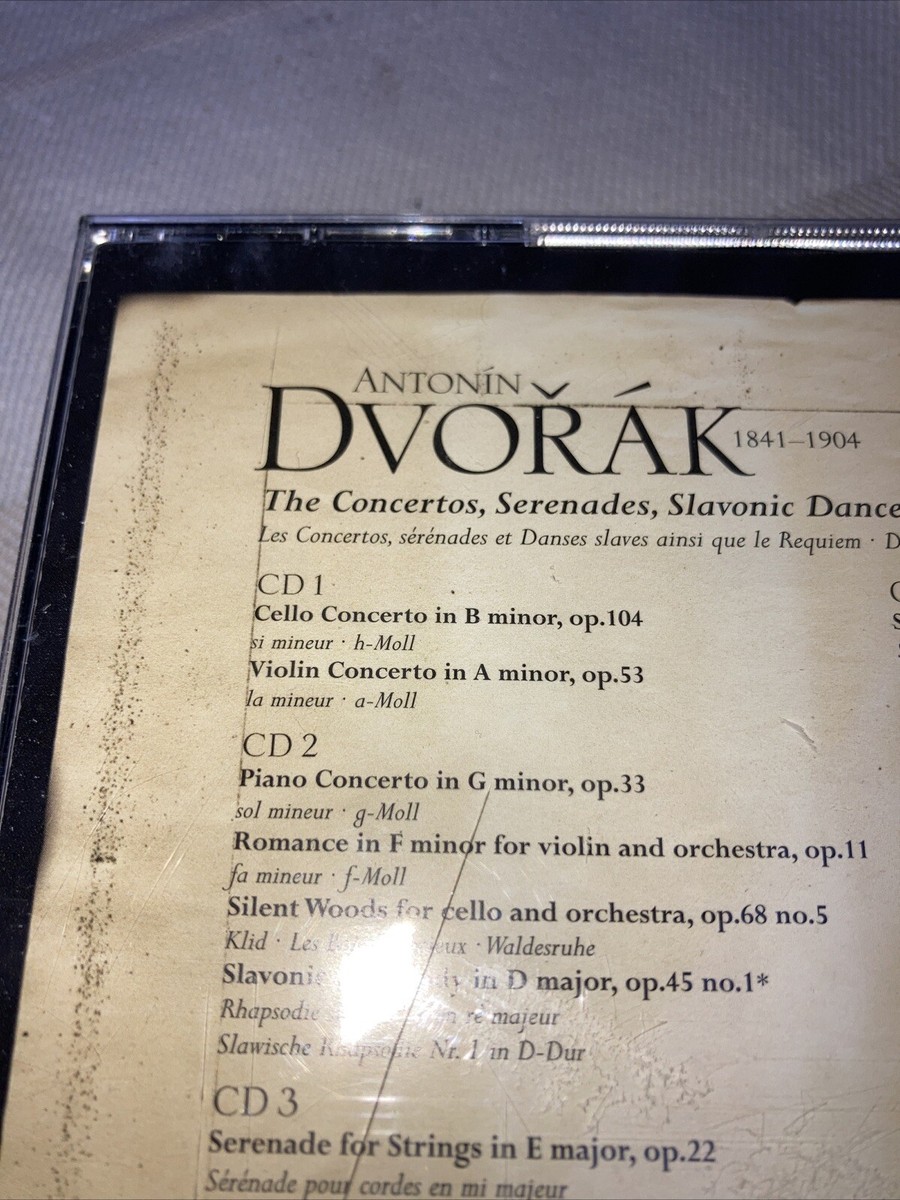 ANTONÍN
DVOŘÁK 1841–1904
The Concertos, Serenades, Slavonic Dance
Les Concertos, sérénades et Danses slaves ainsi que le Requiem · D
CD 1
Cello Concerto in B minor, op.104
si mineur · h-Moll
Violin Concerto in A minor, op.53
la mineur · a-Moll
CD 2
Piano Concerto in G minor, op.33
sol mineur · g-Moll
Romance in F minor for violin and orchestra, op.11
fa mineur · f-Moll
Silent Woods for cello and orchestra, op.68 no.5
Klid · Les · Waldesruhe
Slavonic in D major, op.45 no.1*
Rhapsodie en ré majeur
Slawische Rhapsodie Nr. 1 in D-Dur
CD 3
Serenade for Strings in E major, op.22
Sérénade pour cordes en mi majeur